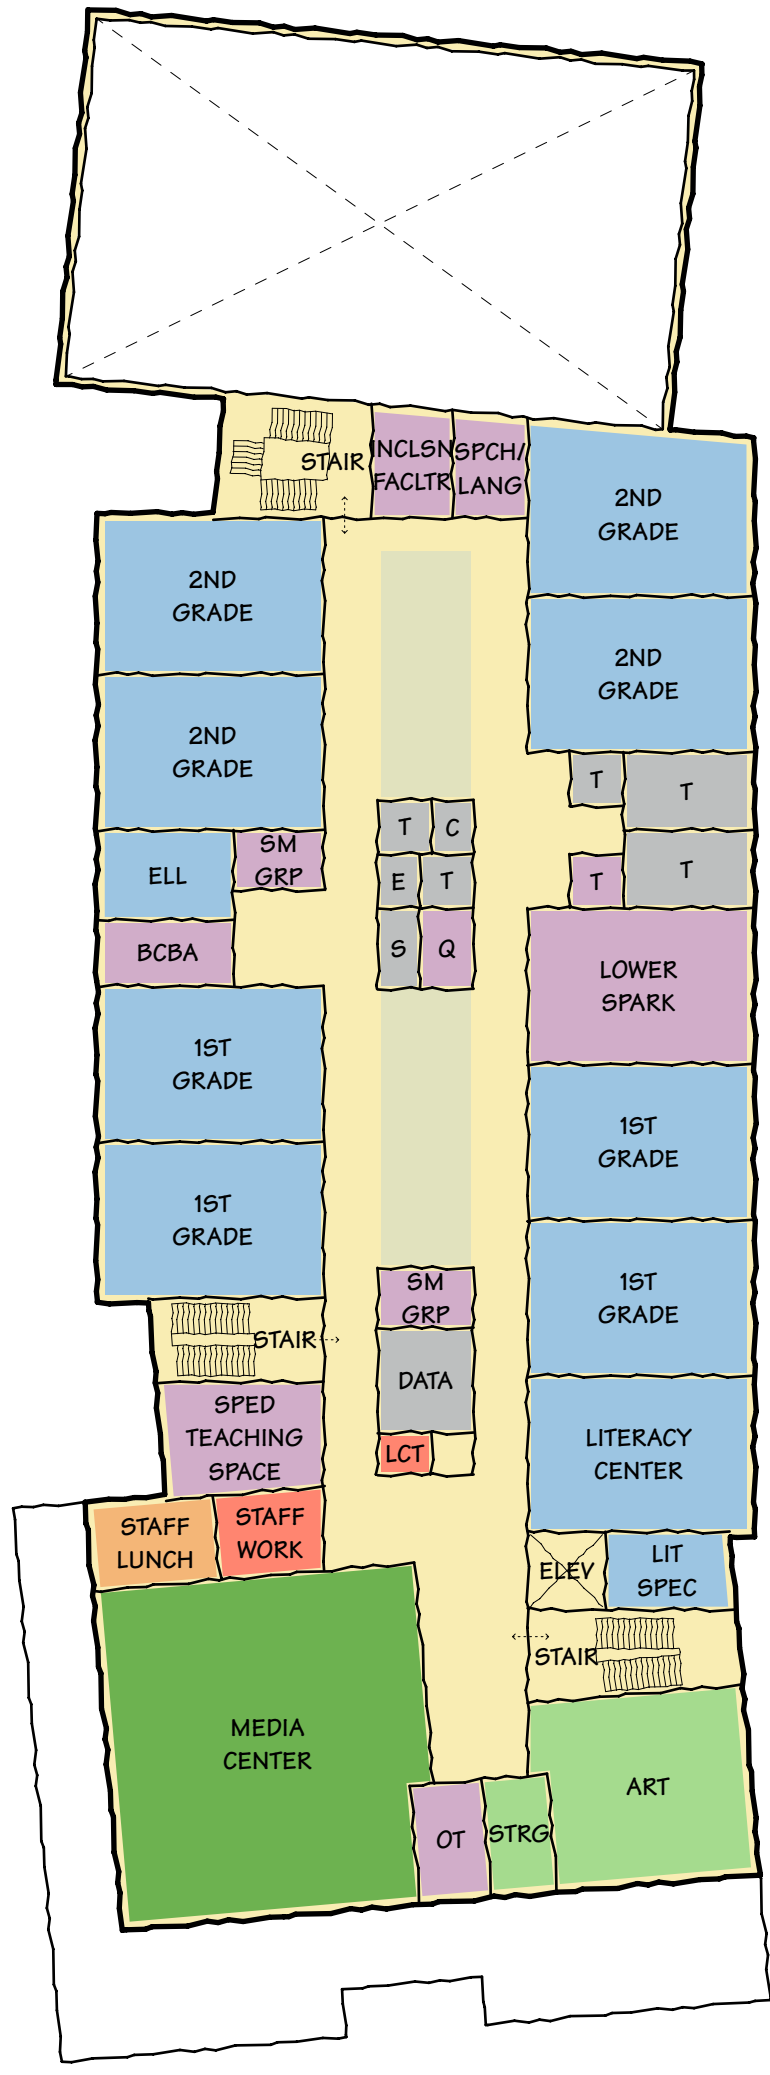 STAIR
INCLSN
FACLTR
SPCH/
LANG
2ND
GRADE
2ND
GRADE
2ND
GRADE
2ND
GRADE
T
T
T
C
SM
GRP
ELL
E
T
T
T
BCBA
S
Q
LOWER
SPARK
1ST
GRADE
1ST
GRADE
1ST
GRADE
1ST
GRADE
SM
GRP
STAIR
DATA
SPED
TEACHING
SPACE
LCT
LITERACY
CENTER
STAFF
LUNCH
STAFF
WORK
ELEV
LIT
SPEC
STAIR
MEDIA
CENTER
ART
OT
STRG